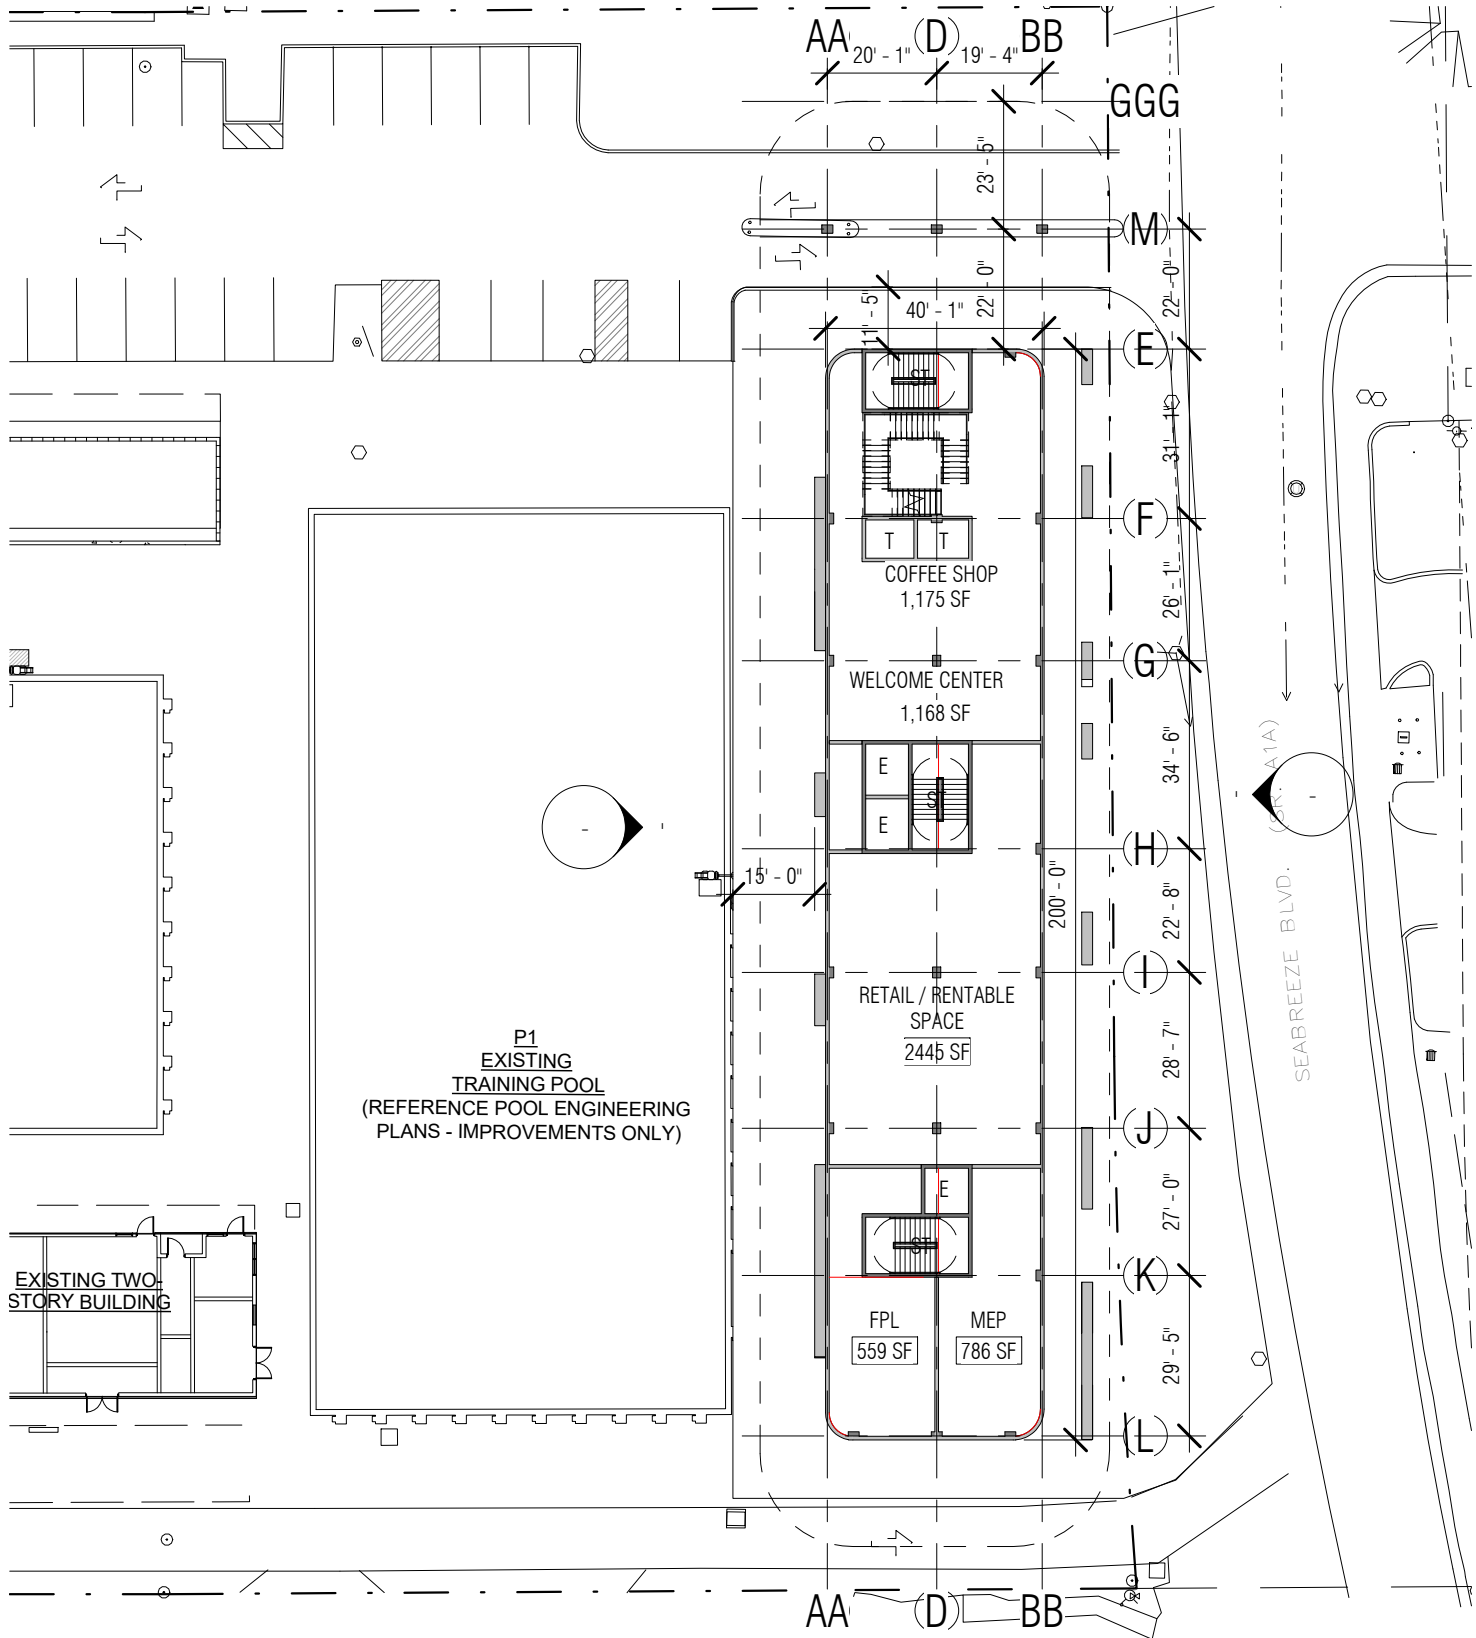 AA (D) BB
20' - 1" 19' - 4"
GGG
23' - 5"
(M)
22' - 0"
22' - 0"
11' - 5"
40' - 1"
(E)
ST
31' - 1"
(F)
T T
COFFEE SHOP
1,175 SF
26' - 1"
(G)
WELCOME CENTER
1,168 SF
34' - 6"
E
ST
E
(H)
15' - 0"
200' - 0"
22' - 8"
SEABREEZE BLVD. (SR. A1A)
(I)
RETAIL / RENTABLE
SPACE
2445 SF
28' - 7"
P1
EXISTING
TRAINING POOL
(REFERENCE POOL ENGINEERING
PLANS - IMPROVEMENTS ONLY)
(J)
E
27' - 0"
ST
(K)
EXISTING TWO-
STORY BUILDING
FPL MEP
559 SF 786 SF
29' - 5"
(L)
AA (D) BB